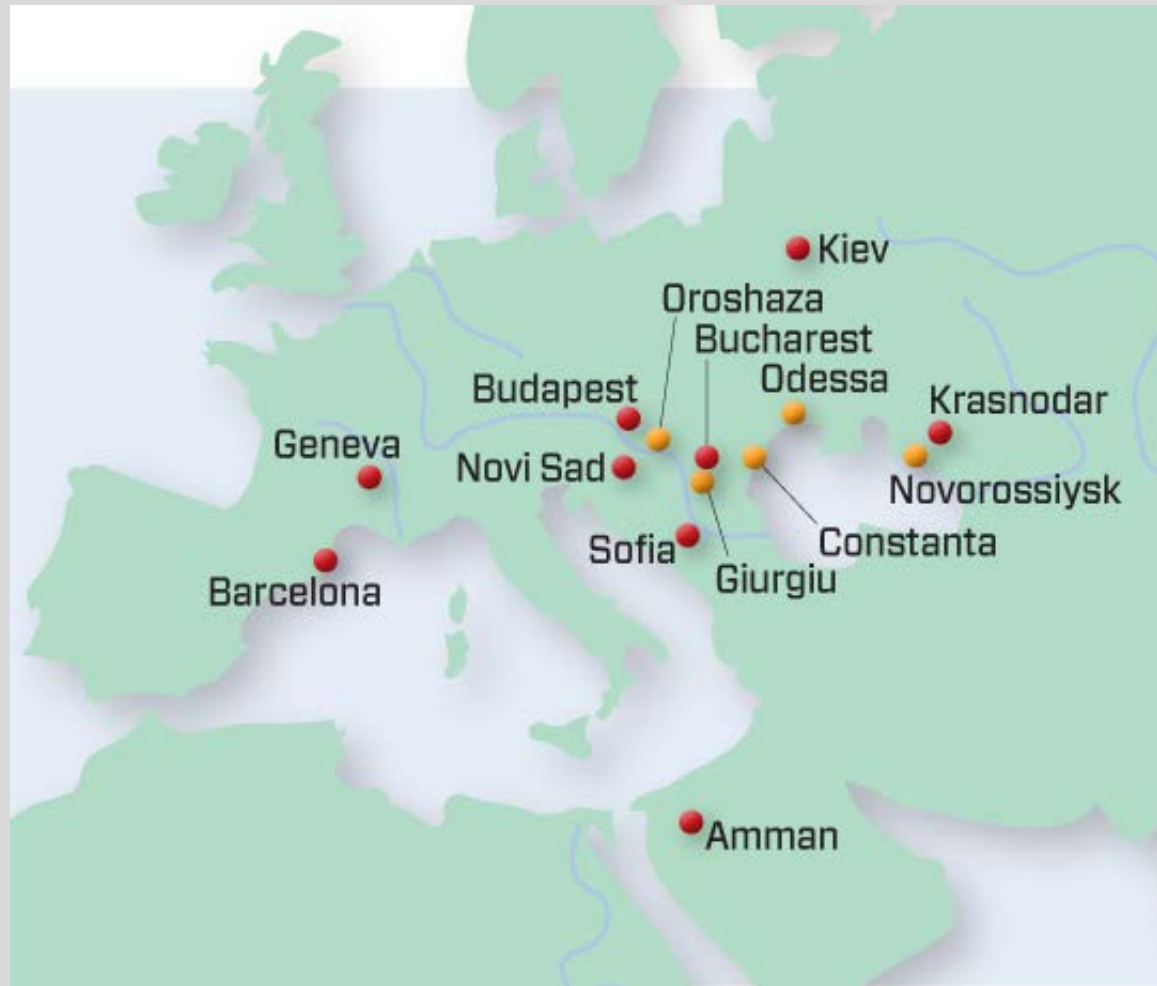 Kiev
Oroshaza
Bucharest
Odessa
Budapest
Krasnodar
Geneva
Novi Sad
Novorossiysk
Sofia
Constanta
Giurgiu
Barcelona
Amman